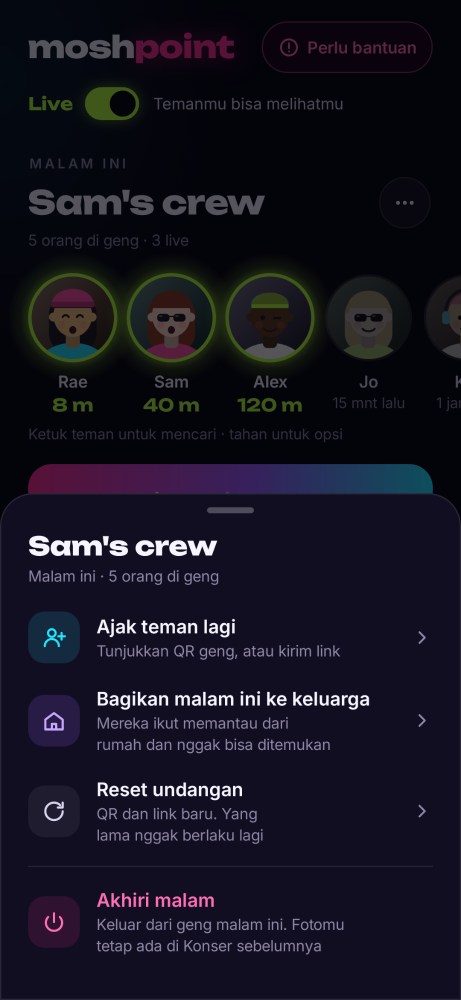 moshpoint
Perlu bantuan
Live
Temanmu bisa melihatmu
MALAM INI
Sam's crew
5 orang di geng · 3 live
Rae
Sam
Alex
Jo
8 m
40 m
120 m
15 mnt lalu
Ketuk teman untuk mencari · tahan untuk opsi
Sam's crew
Malam ini · 5 orang di geng
Ajak teman lagi
Tunjukkan QR geng, atau kirim link
Bagikan malam ini ke keluarga
Mereka ikut memantau dari
rumah dan nggak bisa ditemukan
Reset undangan
QR dan link baru. Yang
lama nggak berlaku lagi
Akhiri malam
Keluar dari geng malam ini. Fotomu
tetap ada di Konser sebelumnya